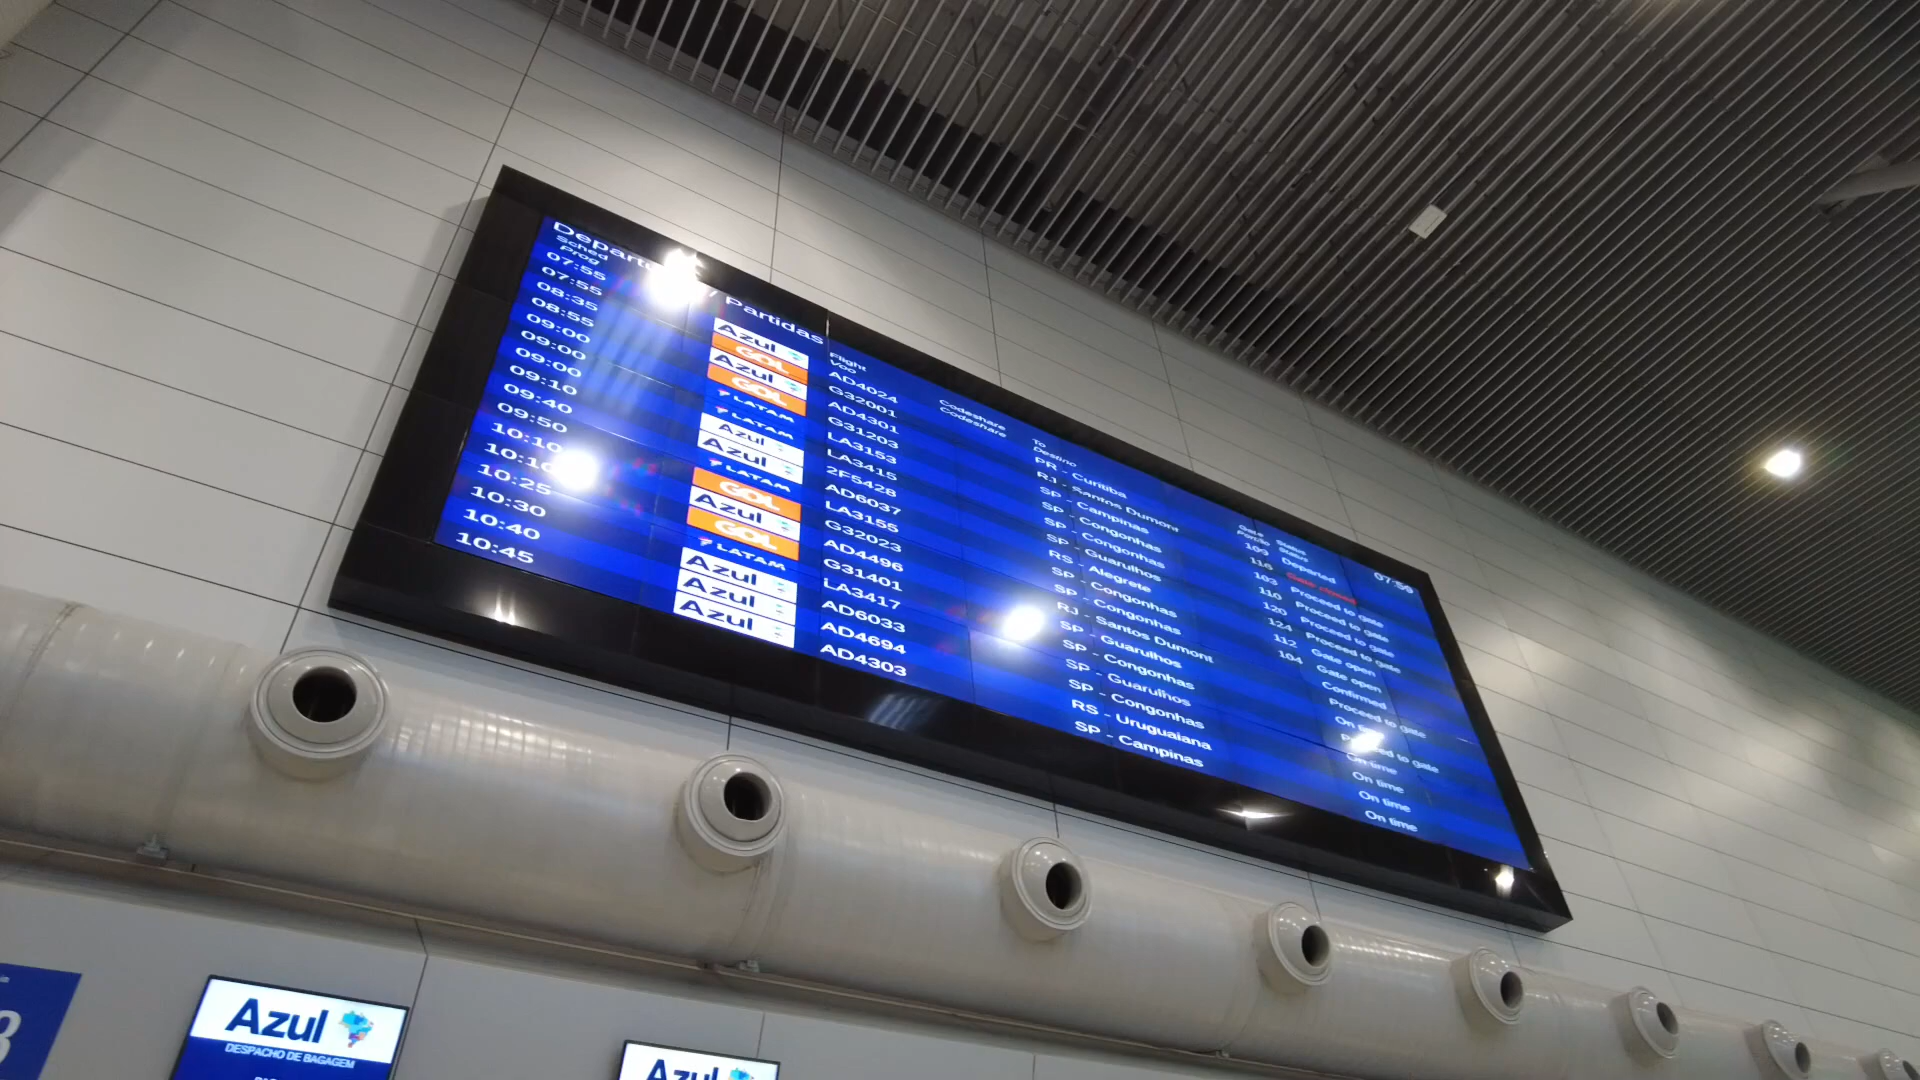 Departu / Partidas 07:59
Sched Flight Codeshare To Gate Status
Prog Voo Codeshare Destino Portão Status
07:55 Azul AD4024 PR - Curitiba 109 Departed
07:55 GOL G32001 RJ - Santos Dumont 116 Gate closed
08:35 Azul AD4301 SP - Campinas 103 Proceed to gate
08:55 GOL G31203 SP - Congonhas 110 Proceed to gate
09:00 LATAM LA3153 SP - Congonhas 120 Proceed to gate
09:00 LATAM LA3415 SP - Guarulhos 124 Proceed to gate
09:00 Azul 2F5428 RS - Alegrete 112 Gate open
09:10 Azul AD6037 SP - Congonhas 104 Gate open
09:40 LATAM LA3155 SP - Congonhas Confirmed
09:50 GOL G32023 RJ - Santos Dumont Proceed to gate
10:10 Azul AD4496 SP - Guarulhos On
10:10 GOL G31401 SP - Congonhas Proceed to gate
10:25 LATAM LA3417 SP - Guarulhos On time
10:30 Azul AD6033 SP - Congonhas On time
10:40 Azul AD4694 RS - Uruguaiana On time
10:45 Azul AD4303 SP - Campinas On time
Azul
DESPACHO DE BAGAGEM
Azul